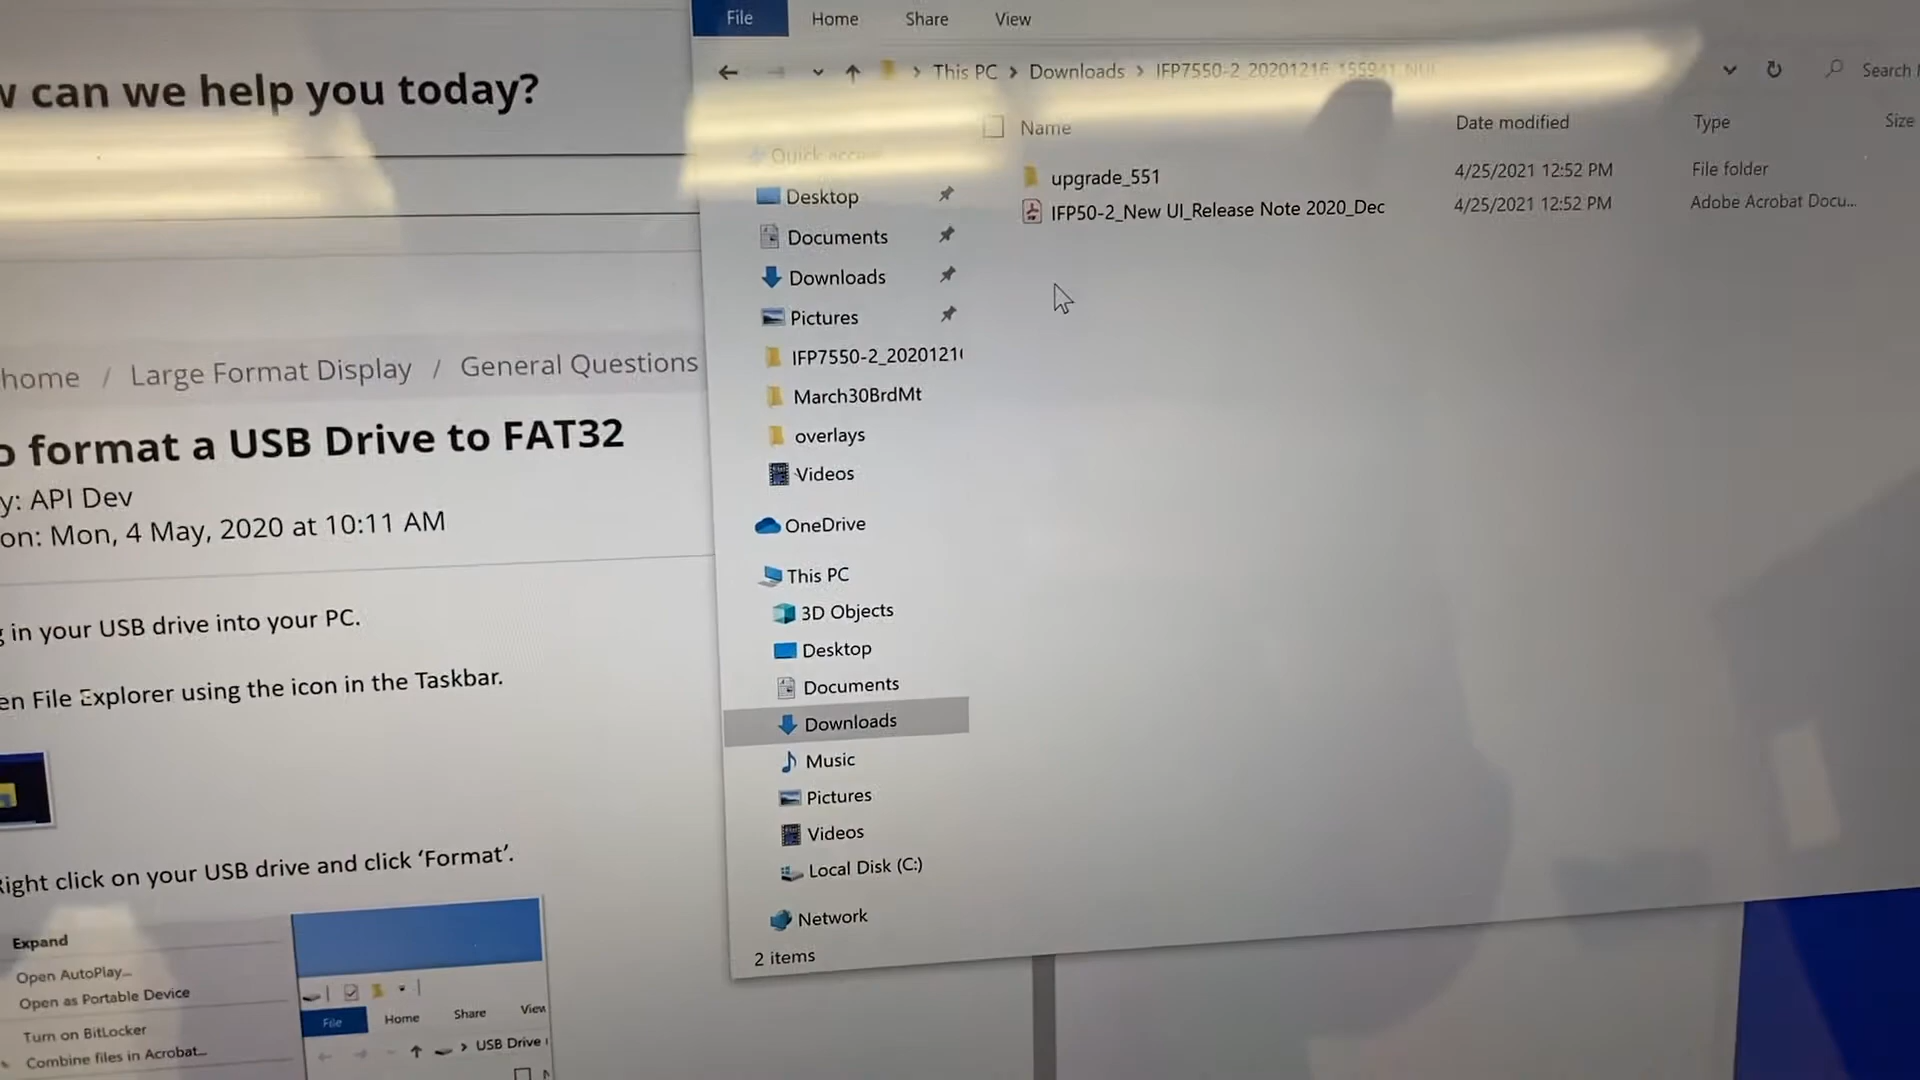 can we help you today?
home / Large Format Display / General Questions
format a USB Drive to FAT32
y: API Dev
on: Mon, 4 May, 2020 at 10:11 AM
in your USB drive into your PC.
en File Explorer using the icon in the Taskbar.
Right click on your USB drive and click ‘Format’.
Expand
Open AutoPlay...
Open as Portable Device
Turn on BitLocker
Combine files in Acrobat...
File Home Share View
USB Drive
File Home Share View
This PC > Downloads > IFP7550-2_20201216_155941_NUI
Search
Name Date modified Type Size
upgrade_551 4/25/2021 12:52 PM File folder
IFP50-2_New UI_Release Note 2020_Dec 4/25/2021 12:52 PM Adobe Acrobat Docu...
Quick access
Desktop
Documents
Downloads
Pictures
IFP7550-2_2020121
March30BrdMt
overlays
Videos
OneDrive
This PC
3D Objects
Desktop
Documents
Downloads
Music
Pictures
Videos
Local Disk (C:)
Network
2 items